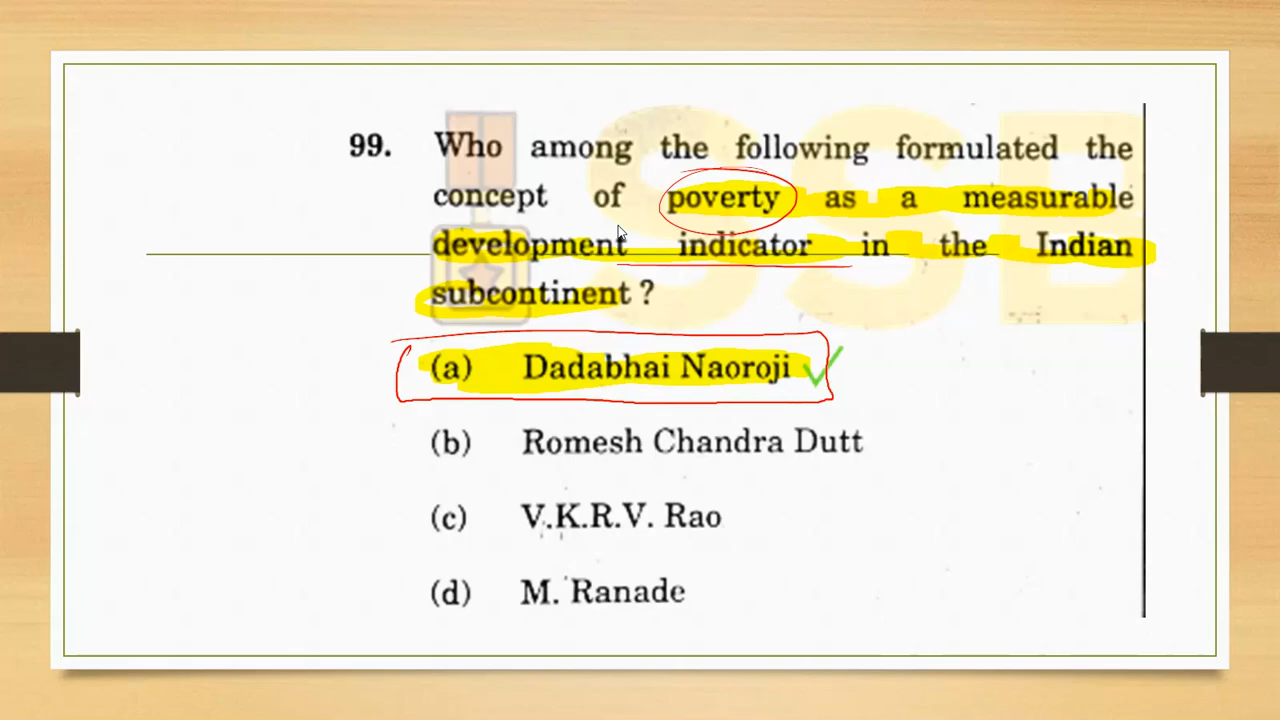 SSB
99. Who among the following formulated the
concept of poverty as a measurable
development indicator in the Indian
subcontinent ?
(a) Dadabhai Naoroji
(b) Romesh Chandra Dutt
(c) V.K.R.V. Rao
(d) M. Ranade